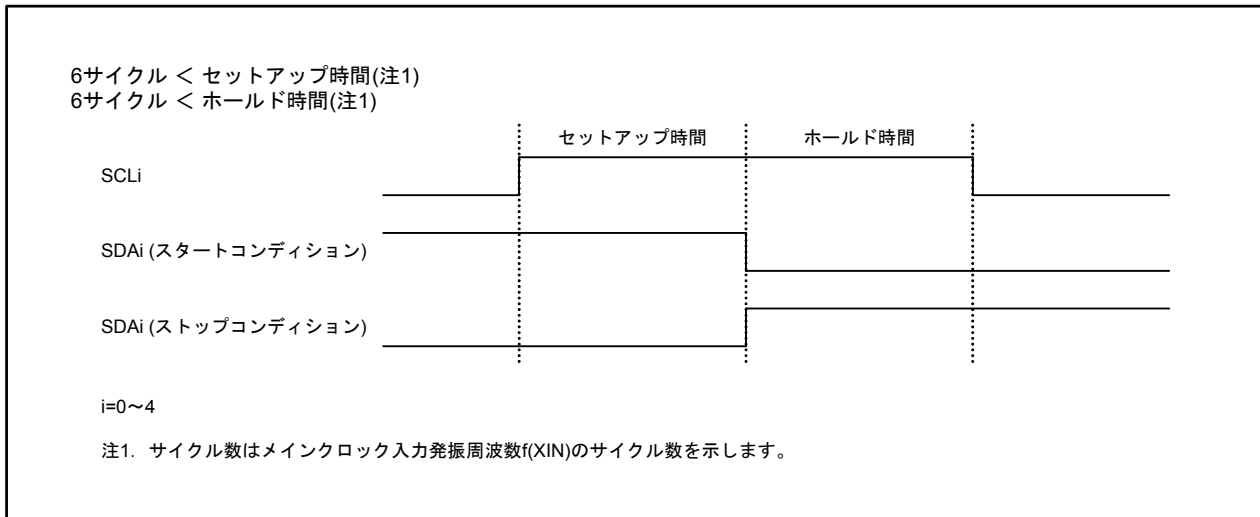 6サイクル ＜ セットアップ時間(注1)
6サイクル ＜ ホールド時間(注1)
セットアップ時間 ホールド時間
SCLi
SDAi (スタートコンディション)
SDAi (ストップコンディション)
i=0～4
注1. サイクル数はメインクロック入力発振周波数f(XIN)のサイクル数を示します。